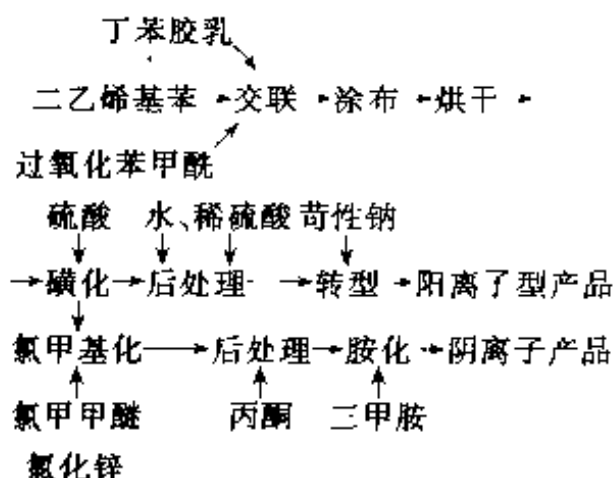 丁苯胶乳
二乙烯基苯→交联→涂布→烘干→
过氧化苯甲酰
硫酸 水、稀硫酸 苛性钠
→磺化→后处理→转型→阳离了型产品
氯甲基化→后处理→胺化→阴离子产品
氯甲甲醚 丙酮 三甲胺
氯化锌